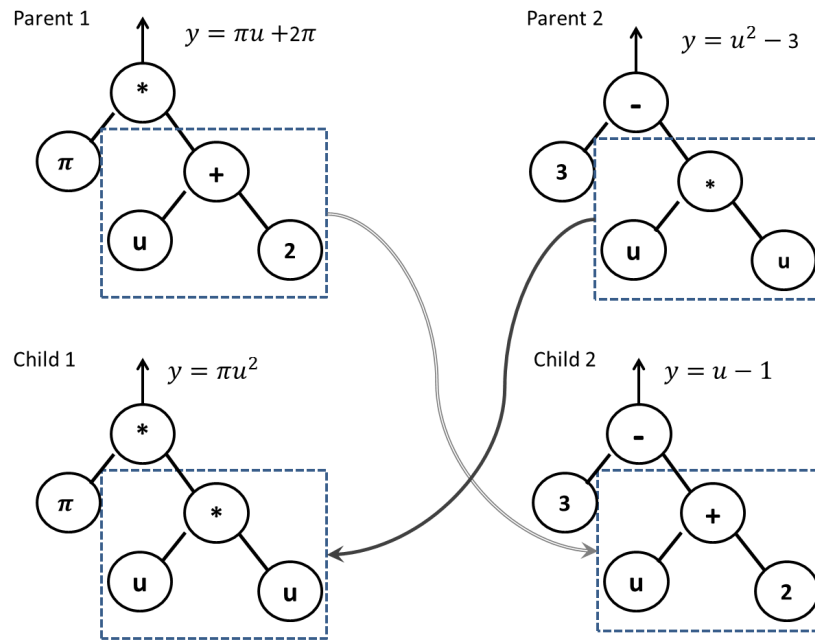 Parent 1
y = πu +2π
*
π
+
u
2
Parent 2
y = u² − 3
-
3
*
u
u
Child 1
y = πu²
*
π
*
u
u
Child 2
y = u − 1
-
3
+
u
2